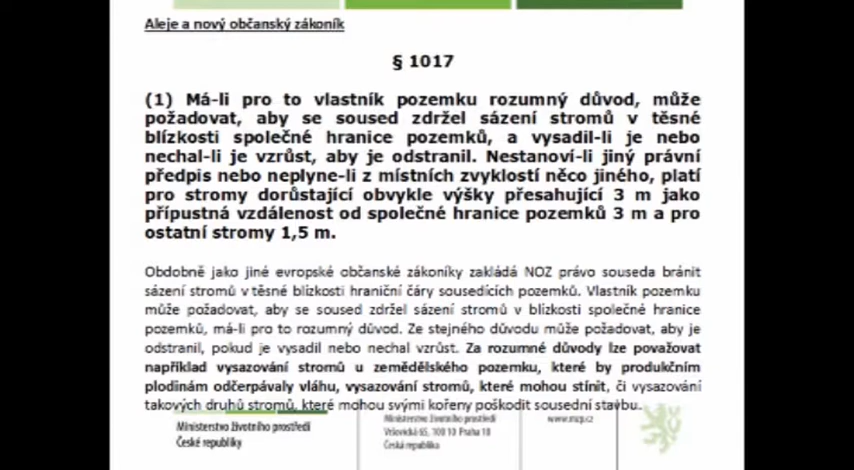 Aleje a nový občanský zákoník
§ 1017
(1) Má-li pro to vlastník pozemku rozumný důvod, může
požadovat, aby se soused zdržel sázení stromů v těsné
blízkosti společné hranice pozemků, a vysadil-li je nebo
nechal-li je vzrůst, aby je odstranil. Nestanoví-li jiný právní
předpis nebo neplyne-li z místních zvyklostí něco jiného, platí
pro stromy dorůstající obvykle výšky přesahující 3 m jako
přípustná vzdálenost od společné hranice pozemků 3 m a pro
ostatní stromy 1,5 m.
Obdobně jako jiné evropské občanské zákoníky zakládá NOZ právo souseda bránit
sázení stromů v těsné blízkosti hraniční čáry sousedících pozemků. Vlastník pozemku
může požadovat, aby se soused zdržel sázení stromů v blízkosti společné hranice
pozemků, má-li pro to rozumný důvod. Ze stejného důvodu může požadovat, aby je
odstranil, pokud je vysadil nebo nechal vzrůst. Za rozumné důvody lze považovat
například vysazování stromů u zemědělského pozemku, které by produkčním
plodinám odčerpávaly vláhu, vysazování stromů, které mohou stínit, či vysazování
takových druhů stromů, které mohou svými kořeny poškodit sousední stavbu.
Ministerstvo životního prostředí
České republiky
Ministerstvo životního prostředí
Vršovická 65, 100 10 Praha 10
Česká republika
www.mzp.cz